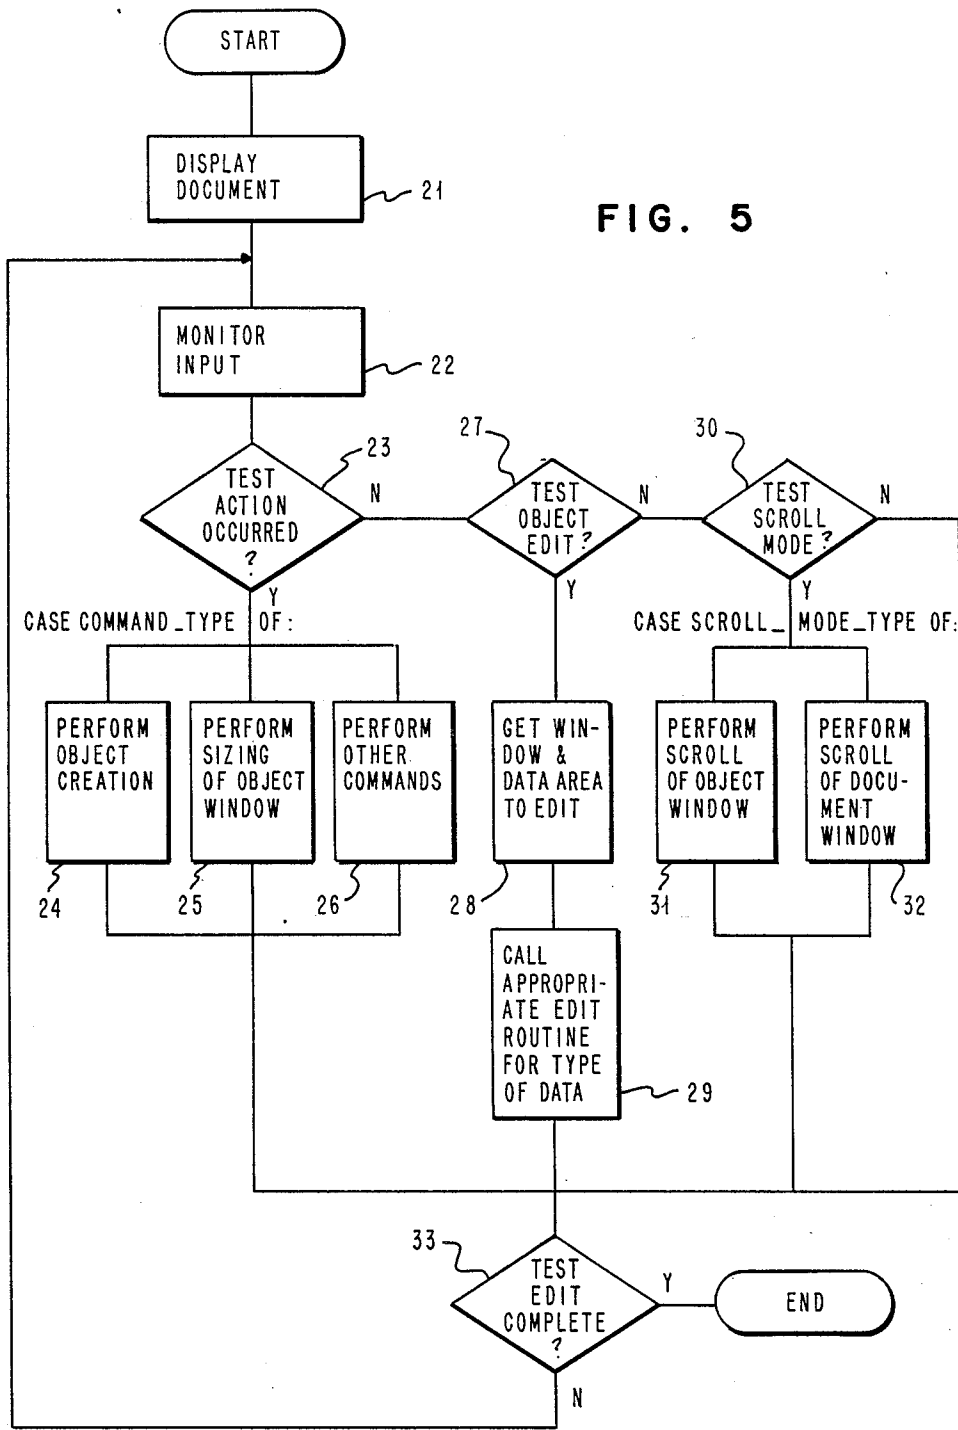 START
DISPLAY
DOCUMENT
21
FIG. 5
MONITOR
INPUT
22
23
TEST
ACTION
OCCURRED
?
N
Y
27
TEST
OBJECT
EDIT?
N
Y
30
TEST
SCROLL
MODE?
N
Y
CASE COMMAND_TYPE OF:
CASE SCROLL_MODE_TYPE OF:
PERFORM
OBJECT
CREATION
24
PERFORM
SIZING
OF OBJECT
WINDOW
25
PERFORM
OTHER
COMMANDS
26
GET WIN-
DOW &
DATA AREA
TO EDIT
28
PERFORM
SCROLL
OF OBJECT
WINDOW
31
PERFORM
SCROLL
OF DOCU-
MENT
WINDOW
32
CALL
APPROPRI-
ATE EDIT
ROUTINE
FOR TYPE
OF DATA
29
33
TEST
EDIT
COMPLETE
?
Y
N
END